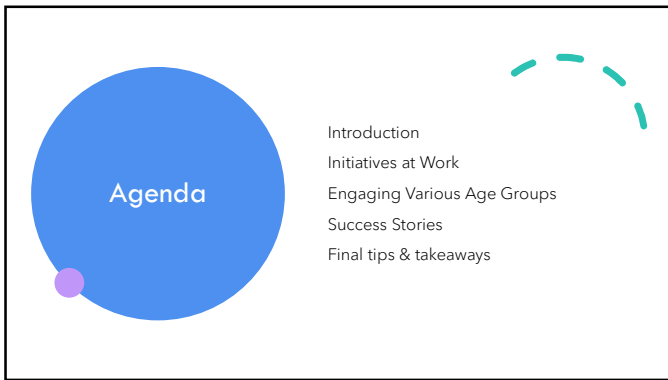 Agenda
Introduction
Initiatives at Work
Engaging Various Age Groups
Success Stories
Final tips & takeaways